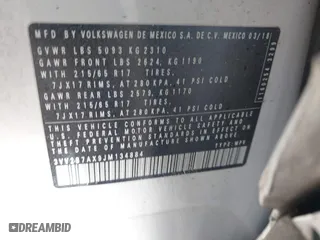 MFD BY VOLKSWAGEN DE MEXICO S.A. DE C.V. MEXICO 03/18
GVWR LBS 5093 KG 2310
GAWR FRONT LBS 2624, KG 1190
WITH 215/65 R17 TIRES,
7JX17 RIMS, AT 280 KPA, 41 PSI COLD
GAWR REAR LBS 2579, KG 1170
WITH 215/65 R17 TIRES,
7JX17 RIMS, AT 280 KPA, 41 PSI COLD
THIS VEHICLE CONFORMS TO ALL APPLICABLE
FEDERAL MOTOR VEHICLE SAFETY, BUMPER AND
THEFT PREVENTION STANDARDS IN EFFECT ON THE
DATE OF MANUFACTURE SHOWN ABOVE.
TYPE: MPV
© DRIVEHISTORY.COM